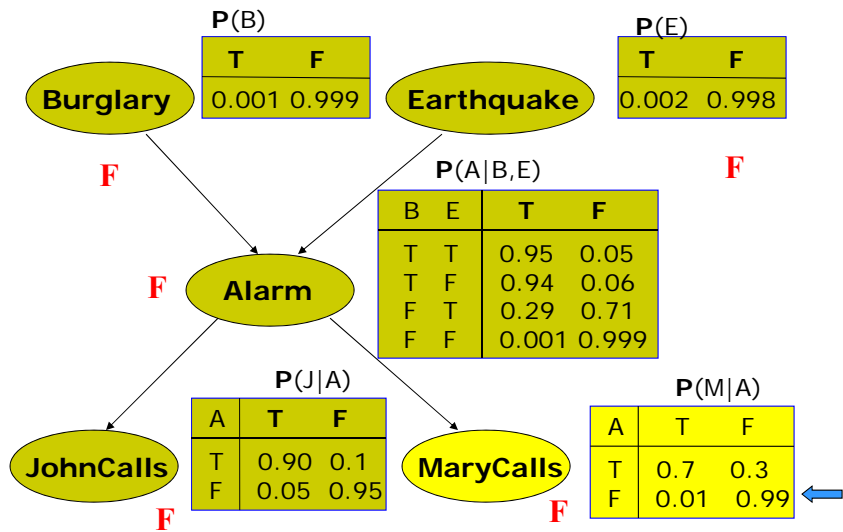 P(B)
T F
0.001 0.999
Burglary
P(E)
T F
0.002 0.998
Earthquake
F
F
P(A|B,E)
B E T F
T T 0.95 0.05
T F 0.94 0.06
F T 0.29 0.71
F F 0.001 0.999
F
Alarm
P(J|A)
A T F
T 0.90 0.1
F 0.05 0.95
JohnCalls
F
P(M|A)
A T F
T 0.7 0.3
F 0.01 0.99
MaryCalls
F